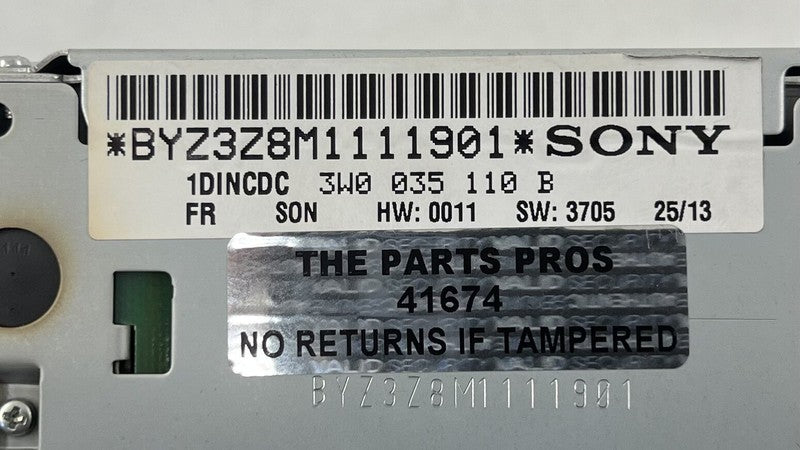 *BYZ3Z8M1111901* SONY
1DINCDC 3W0 035 110 B
FR SON HW: 0011 SW: 3705 25/13
THE PARTS PROS
41674
NO RETURNS IF TAMPERED
BYZ3Z8M1111901